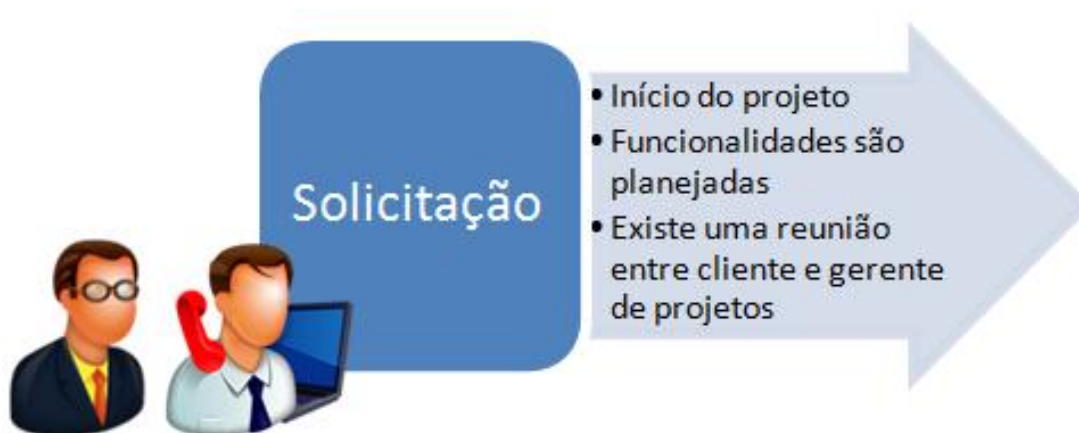 Solicitação
• Início do projeto
• Funcionalidades são
planejadas
• Existe uma reunião
entre cliente e gerente
de projetos